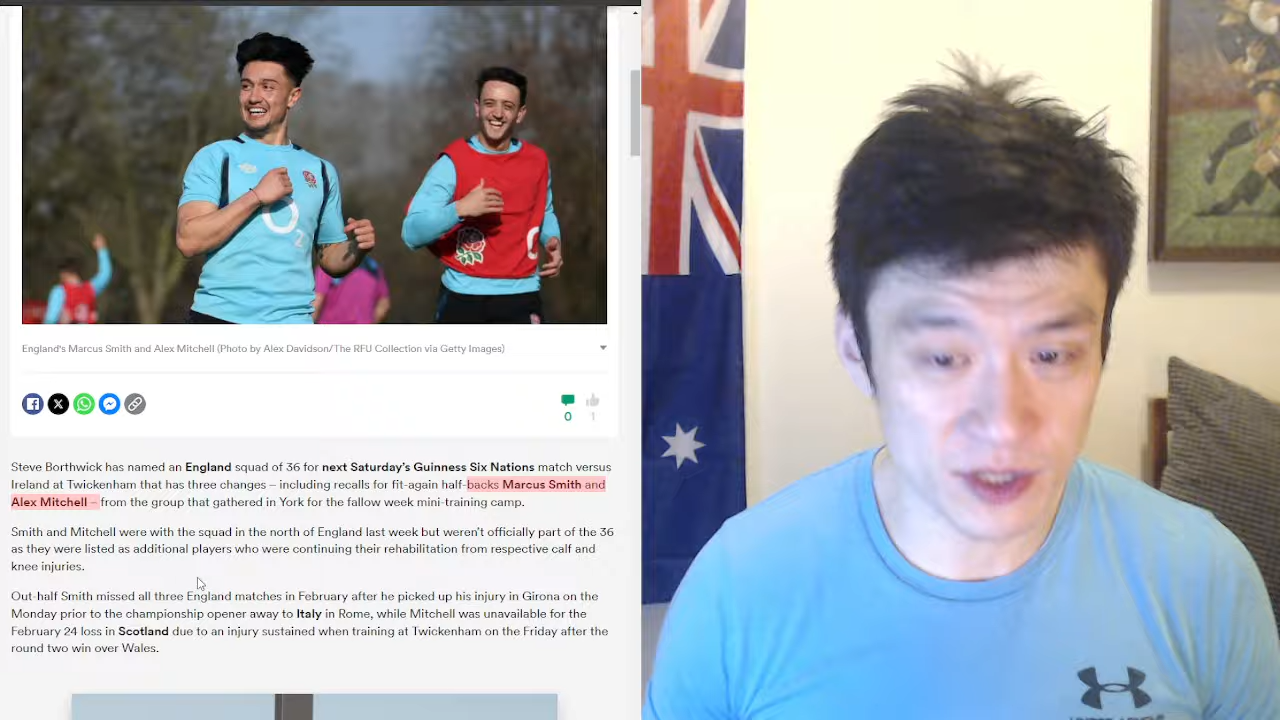 O2
England's Marcus Smith and Alex Mitchell (Photo by Alex Davidson/The RFU Collection via Getty Images)
0
1
Steve Borthwick has named an England squad of 36 for next Saturday's Guinness Six Nations match versus
Ireland at Twickenham that has three changes – including recalls for fit-again half-backs Marcus Smith and
Alex Mitchell – from the group that gathered in York for the fallow week mini-training camp.
Smith and Mitchell were with the squad in the north of England last week but weren't officially part of the 36
as they were listed as additional players who were continuing their rehabilitation from respective calf and
knee injuries.
Out-half Smith missed all three England matches in February after he picked up his injury in Girona on the
Monday prior to the championship opener away to Italy in Rome, while Mitchell was unavailable for the
February 24 loss in Scotland due to an injury sustained when training at Twickenham on the Friday after the
round two win over Wales.